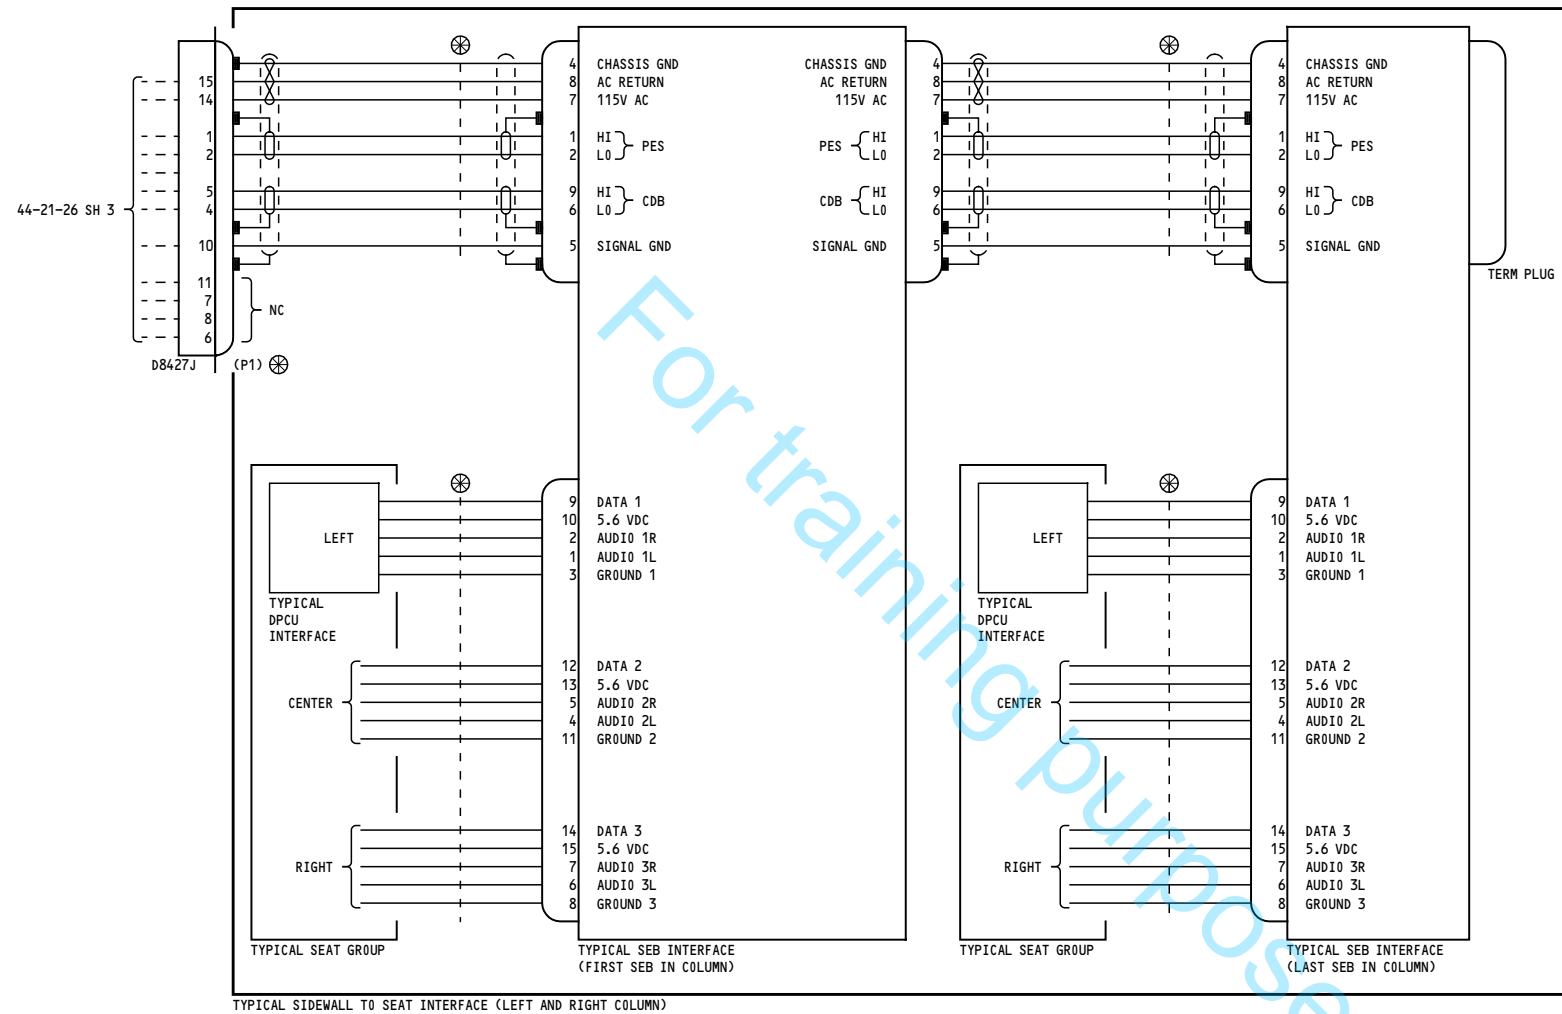 44-21-26 SH 3
15
14
1
2
5
4
10
11
7
8
6
NC
D8427J
(P1)
4 CHASSIS GND
8 AC RETURN
7 115V AC
1 HI
2 LO
PES
9 HI
6 LO
CDB
5 SIGNAL GND
CHASSIS GND 4
AC RETURN 8
115V AC 7
PES
HI 1
LO 2
CDB
HI 9
LO 6
SIGNAL GND 5
4 CHASSIS GND
8 AC RETURN
7 115V AC
1 HI
2 LO
PES
9 HI
6 LO
CDB
5 SIGNAL GND
TERM PLUG
LEFT
TYPICAL
DPCU
INTERFACE
CENTER
RIGHT
TYPICAL SEAT GROUP
9 DATA 1
10 5.6 VDC
2 AUDIO 1R
1 AUDIO 1L
3 GROUND 1
12 DATA 2
13 5.6 VDC
5 AUDIO 2R
4 AUDIO 2L
11 GROUND 2
14 DATA 3
15 5.6 VDC
7 AUDIO 3R
6 AUDIO 3L
8 GROUND 3
TYPICAL SEB INTERFACE
(FIRST SEB IN COLUMN)
LEFT
TYPICAL
DPCU
INTERFACE
CENTER
RIGHT
TYPICAL SEAT GROUP
9 DATA 1
10 5.6 VDC
2 AUDIO 1R
1 AUDIO 1L
3 GROUND 1
12 DATA 2
13 5.6 VDC
5 AUDIO 2R
4 AUDIO 2L
11 GROUND 2
14 DATA 3
15 5.6 VDC
7 AUDIO 3R
6 AUDIO 3L
8 GROUND 3
TYPICAL SEB INTERFACE
(LAST SEB IN COLUMN)
TYPICAL SIDEWALL TO SEAT INTERFACE (LEFT AND RIGHT COLUMN)
For training purpose